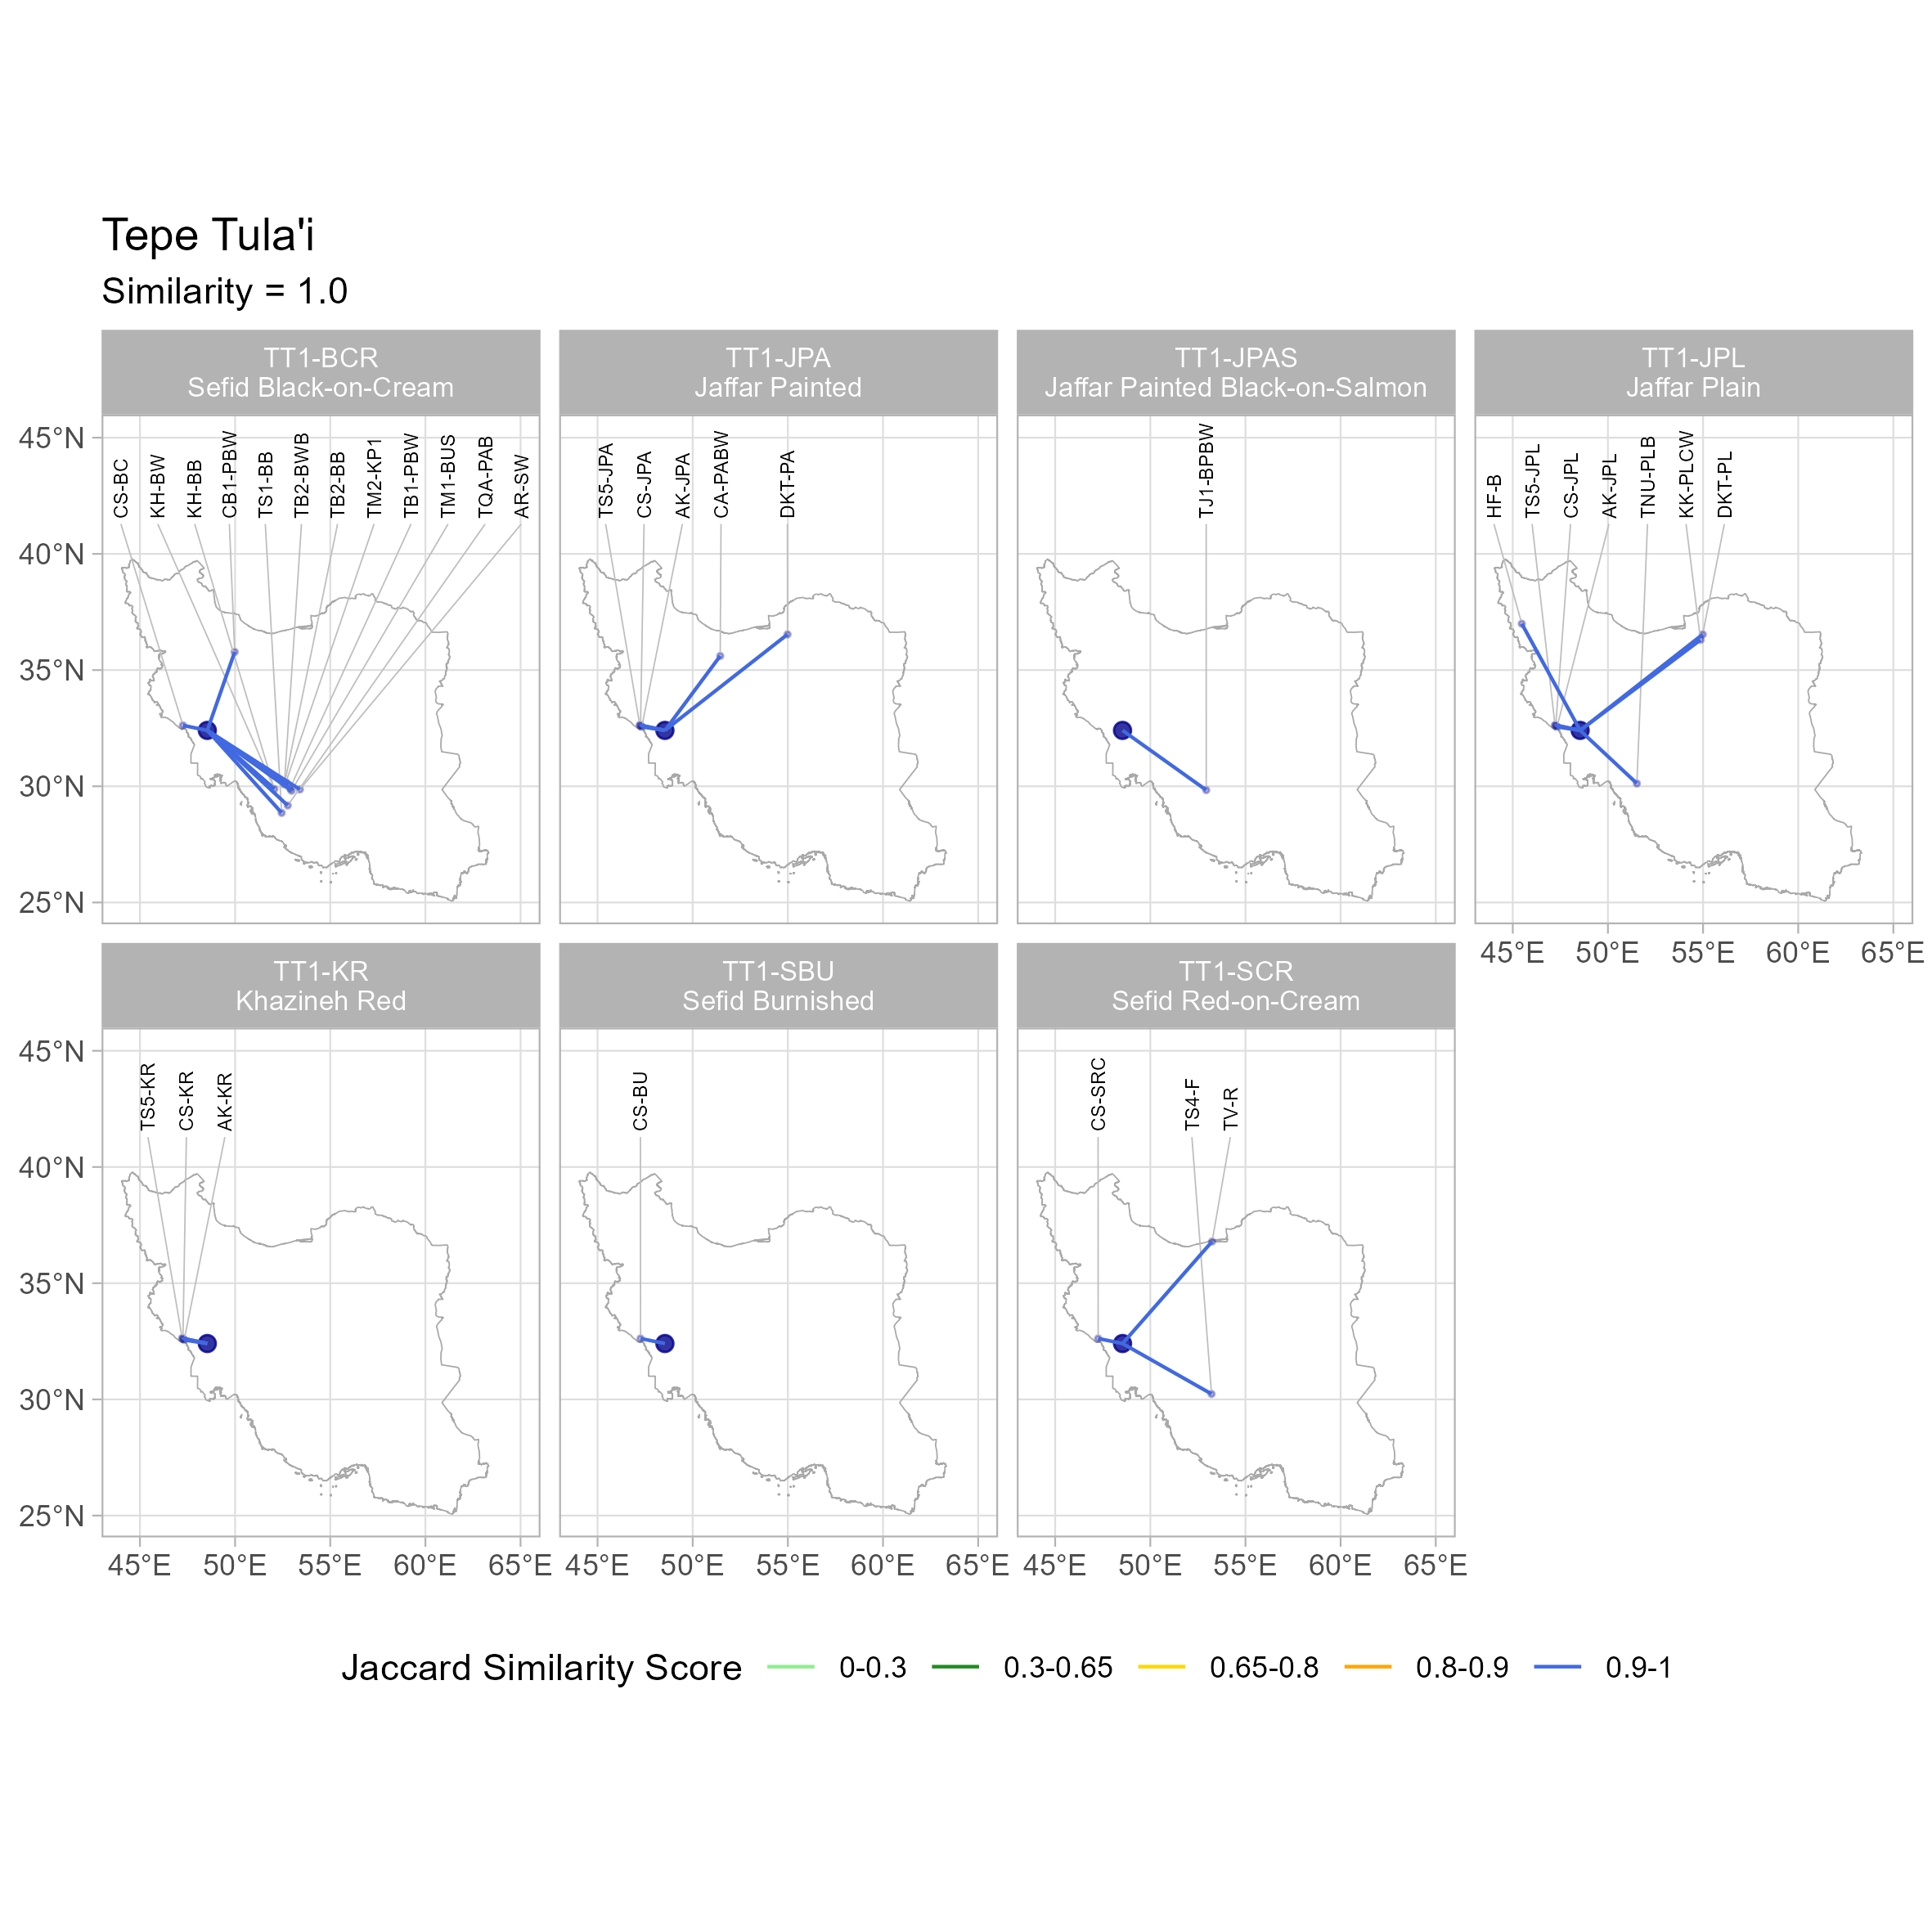 Tepe Tula'i
Similarity = 1.0
TT1-BCR
Sefid Black-on-Cream
TT1-JPA
Jaffar Painted
TT1-JPAS
Jaffar Painted Black-on-Salmon
TT1-JPL
Jaffar Plain
45°N
40°N
35°N
30°N
25°N
CS-BC
KH-BW
KH-BB
CB1-PBW
TS1-BB
TB2-BWB
TB2-BB
TM2-KP1
TB1-PBW
TM1-BUS
TQA-PAB
AR-SW
TS5-JPA
CS-JPA
AK-JPA
CA-PABW
DKT-PA
TJ1-BPBW
HF-B
TS5-JPL
CS-JPL
AK-JPL
TNU-PLB
KK-PLCW
DKT-PL
45°E 50°E 55°E 60°E 65°E
TT1-KR
Khazineh Red
TT1-SBU
Sefid Burnished
TT1-SCR
Sefid Red-on-Cream
45°N
40°N
35°N
30°N
25°N
TS5-KR
CS-KR
AK-KR
CS-BU
CS-SRC
TS4-F
TV-R
45°E 50°E 55°E 60°E 65°E
45°E 50°E 55°E 60°E 65°E
45°E 50°E 55°E 60°E 65°E
Jaccard Similarity Score 0-0.3 0.3-0.65 0.65-0.8 0.8-0.9 0.9-1